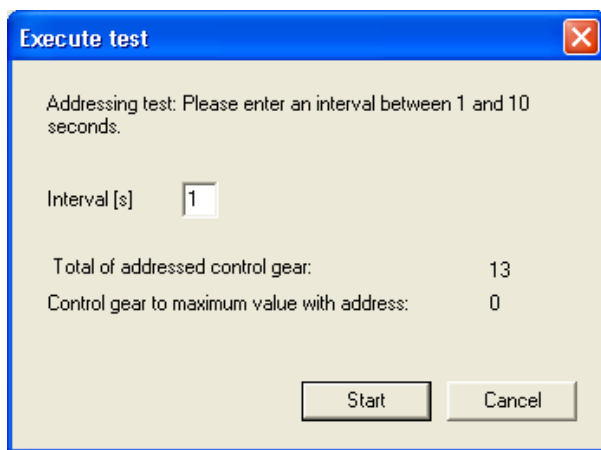 Execute test
Addressing test: Please enter an interval between 1 and 10
seconds.
Interval [s] 1
Total of addressed control gear: 13
Control gear to maximum value with address: 0
Start Cancel